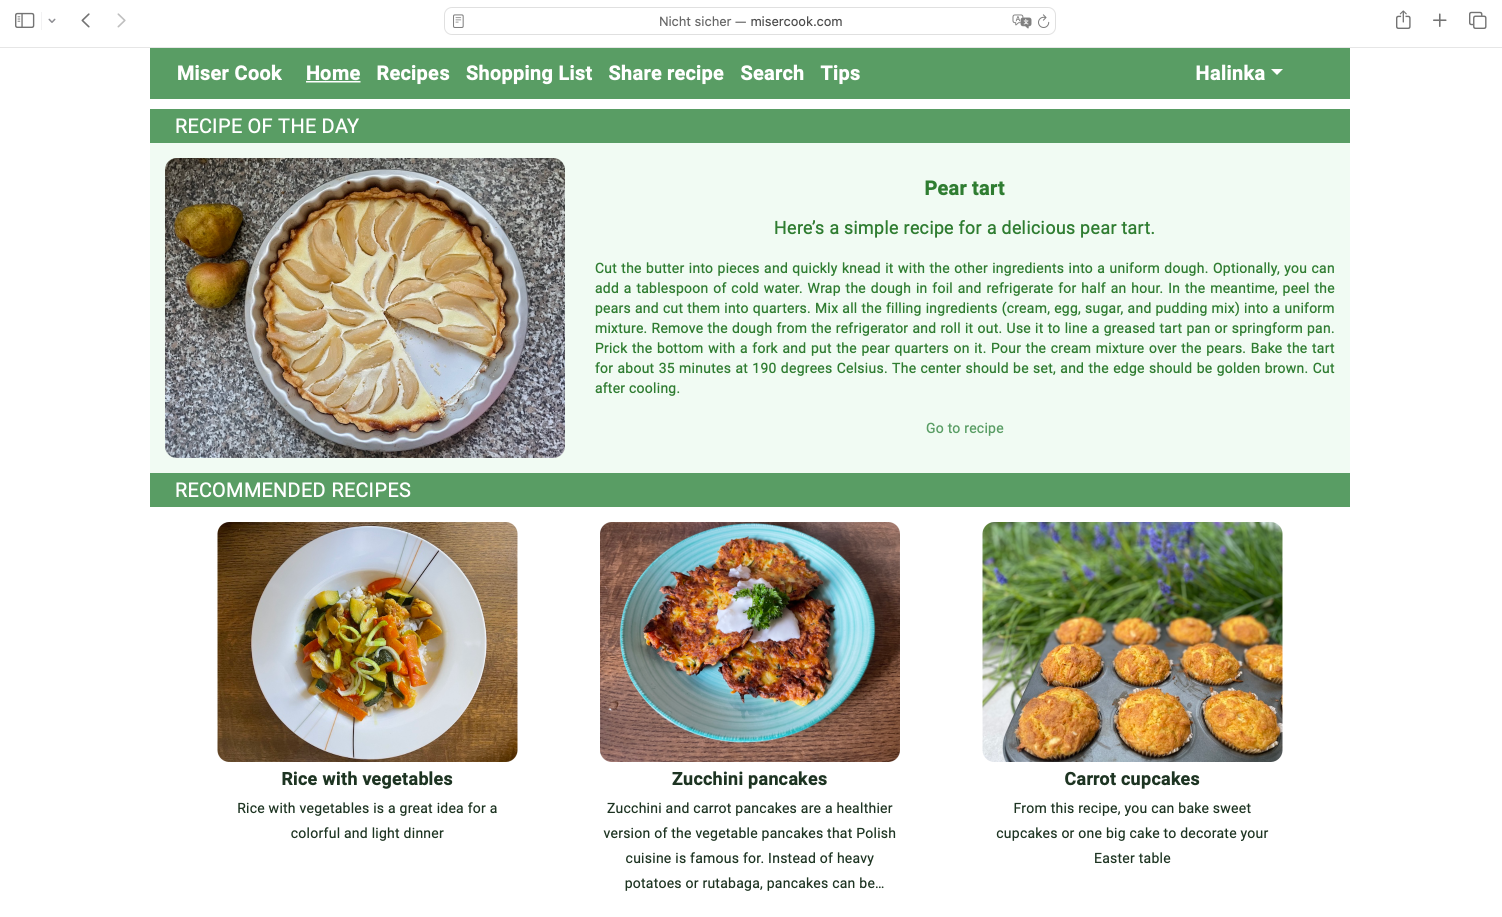 Nicht sicher — misercook.com
Miser Cook Home Recipes Shopping List Share recipe Search Tips Halinka
RECIPE OF THE DAY
Pear tart
Here’s a simple recipe for a delicious pear tart.
Cut the butter into pieces and quickly knead it with the other ingredients into a uniform dough. Optionally, you can
add a tablespoon of cold water. Wrap the dough in foil and refrigerate for half an hour. In the meantime, peel the
pears and cut them into quarters. Mix all the filling ingredients (cream, egg, sugar, and pudding mix) into a uniform
mixture. Remove the dough from the refrigerator and roll it out. Use it to line a greased tart pan or springform pan.
Prick the bottom with a fork and put the pear quarters on it. Pour the cream mixture over the pears. Bake the tart
for about 35 minutes at 190 degrees Celsius. The center should be set, and the edge should be golden brown. Cut
after cooling.
Go to recipe
RECOMMENDED RECIPES
Rice with vegetables
Rice with vegetables is a great idea for a
colorful and light dinner
Zucchini pancakes
Zucchini and carrot pancakes are a healthier
version of the vegetable pancakes that Polish
cuisine is famous for. Instead of heavy
potatoes or rutabaga, pancakes can be…
Carrot cupcakes
From this recipe, you can bake sweet
cupcakes or one big cake to decorate your
Easter table